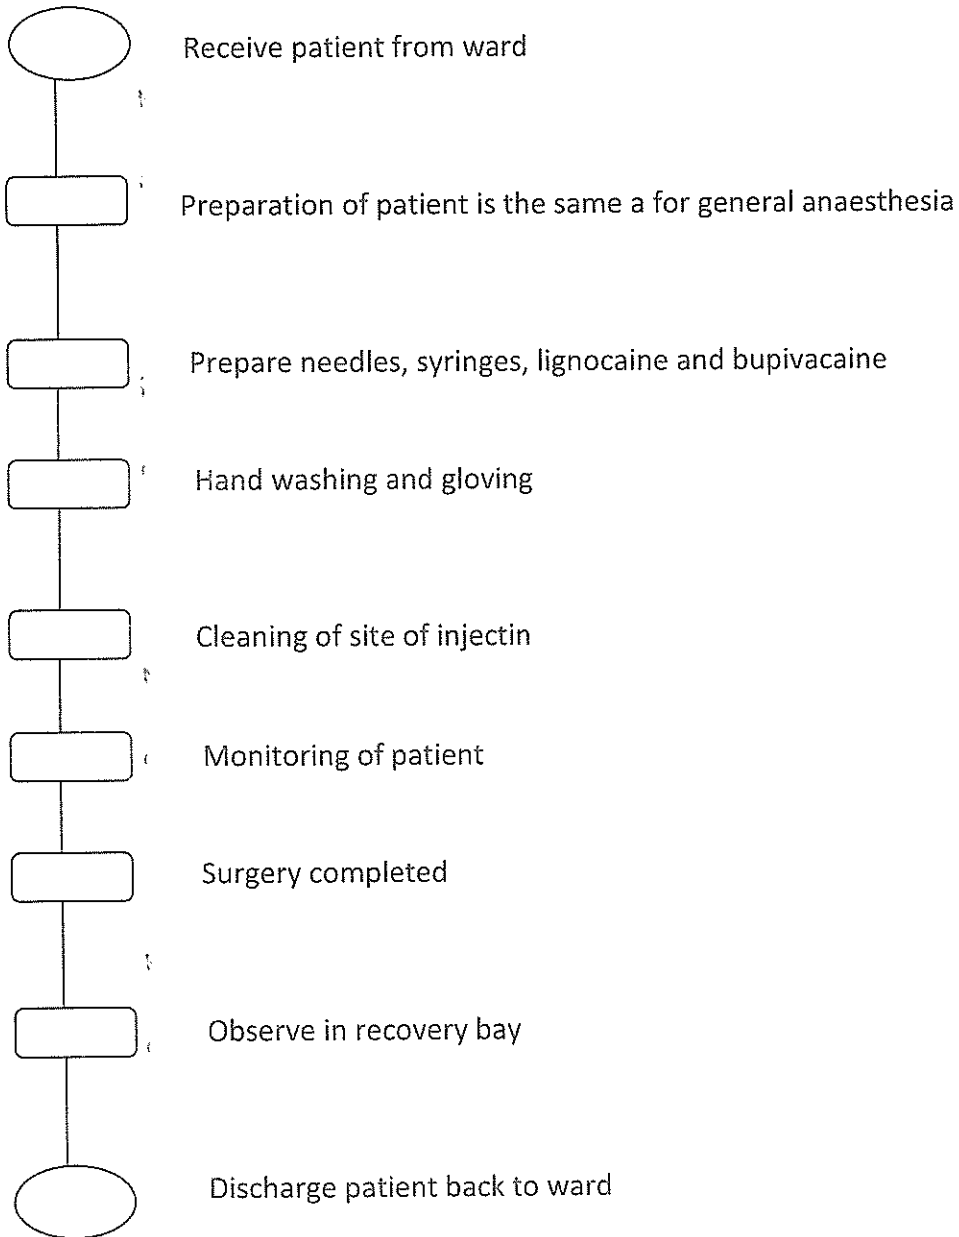 Receive patient from ward
Preparation of patient is the same a for general anaesthesia
Prepare needles, syringes, lignocaine and bupivacaine
Hand washing and gloving
Cleaning of site of injectin
Monitoring of patient
Surgery completed
Observe in recovery bay
Discharge patient back to ward